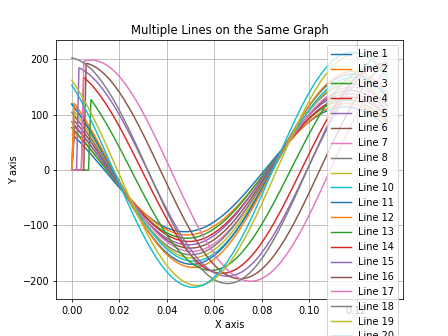 Multiple Lines on the Same Graph
Y axis
200
100
0
−100
−200
0.00
0.02
0.04
0.06
0.08
0.10
X axis
Line 1
Line 2
Line 3
Line 4
Line 5
Line 6
Line 7
Line 8
Line 9
Line 10
Line 11
Line 12
Line 13
Line 14
Line 15
Line 16
Line 17
Line 18
Line 19
Line 20